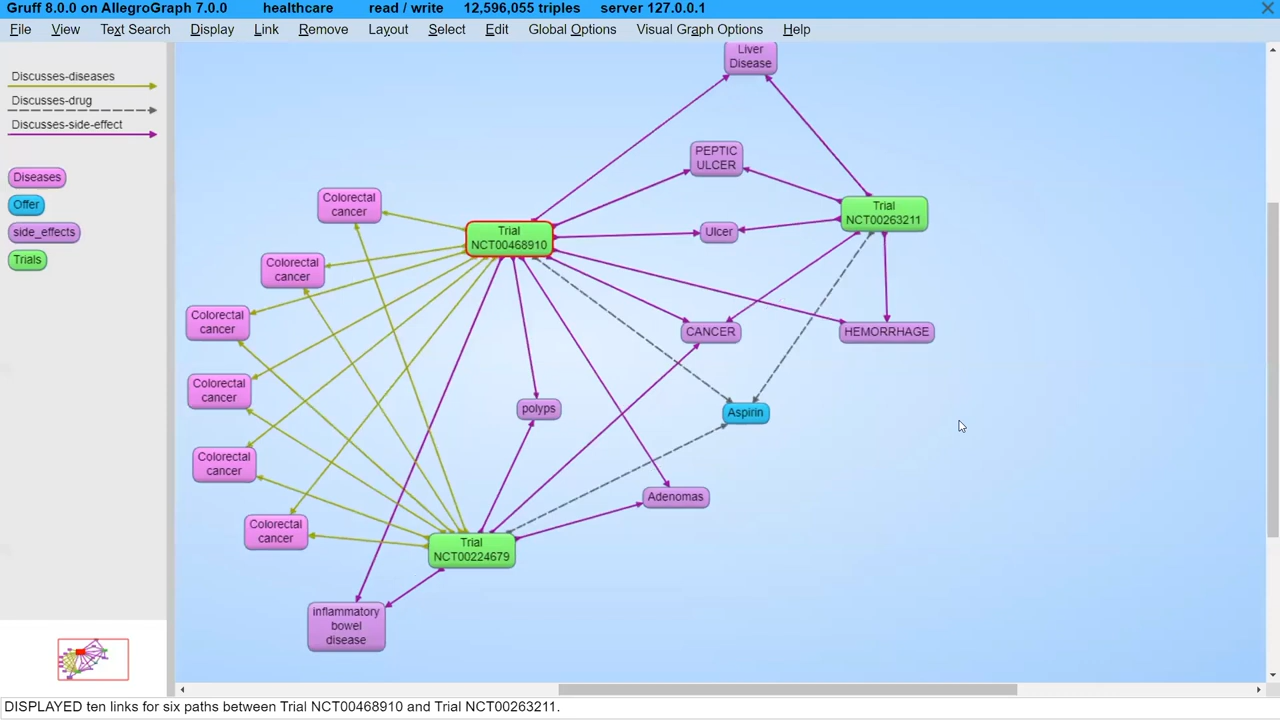 Gruff 8.0.0 on AllegroGraph 7.0.0 healthcare read / write 12,596,055 triples server 127.0.0.1
File View Text Search Display Link Remove Layout Select Edit Global Options Visual Graph Options Help
Discusses-diseases
Discusses-drug
Discusses-side-effect
Diseases
Offer
side_effects
Trials
Liver
Disease
PEPTIC
ULCER
Colorectal
cancer
Trial
NCT00468910
Trial
NCT00263211
Ulcer
Colorectal
cancer
Colorectal
cancer
CANCER
HEMORRHAGE
Colorectal
cancer
polyps
Aspirin
Colorectal
cancer
Adenomas
Colorectal
cancer
Trial
NCT00224679
inflammatory
bowel
disease
DISPLAYED ten links for six paths between Trial NCT00468910 and Trial NCT00263211.